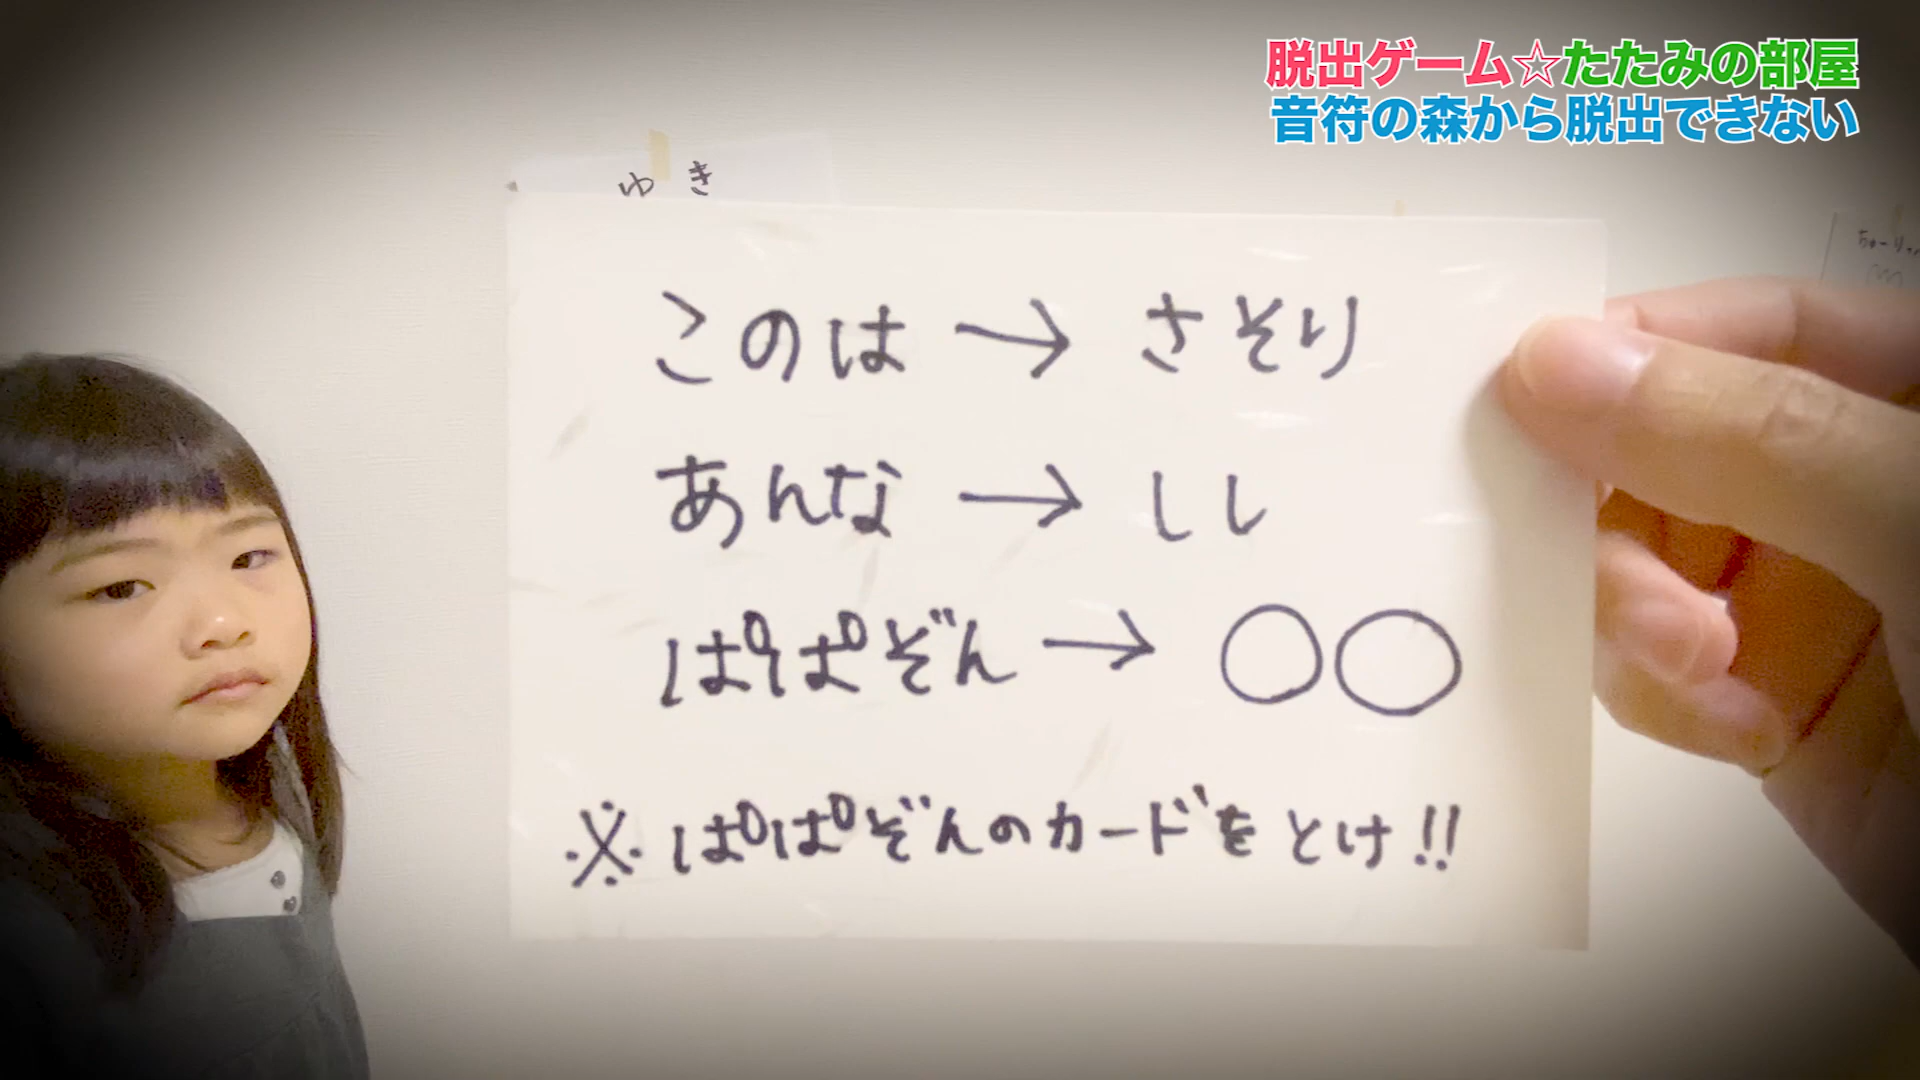 脱出ゲーム☆たたみの部屋
音符の森から脱出できない
ゆき
このは→さそり
あんな→しし
ぱぱぞん→○○
※ぱぱぞんのカードをとけ!!